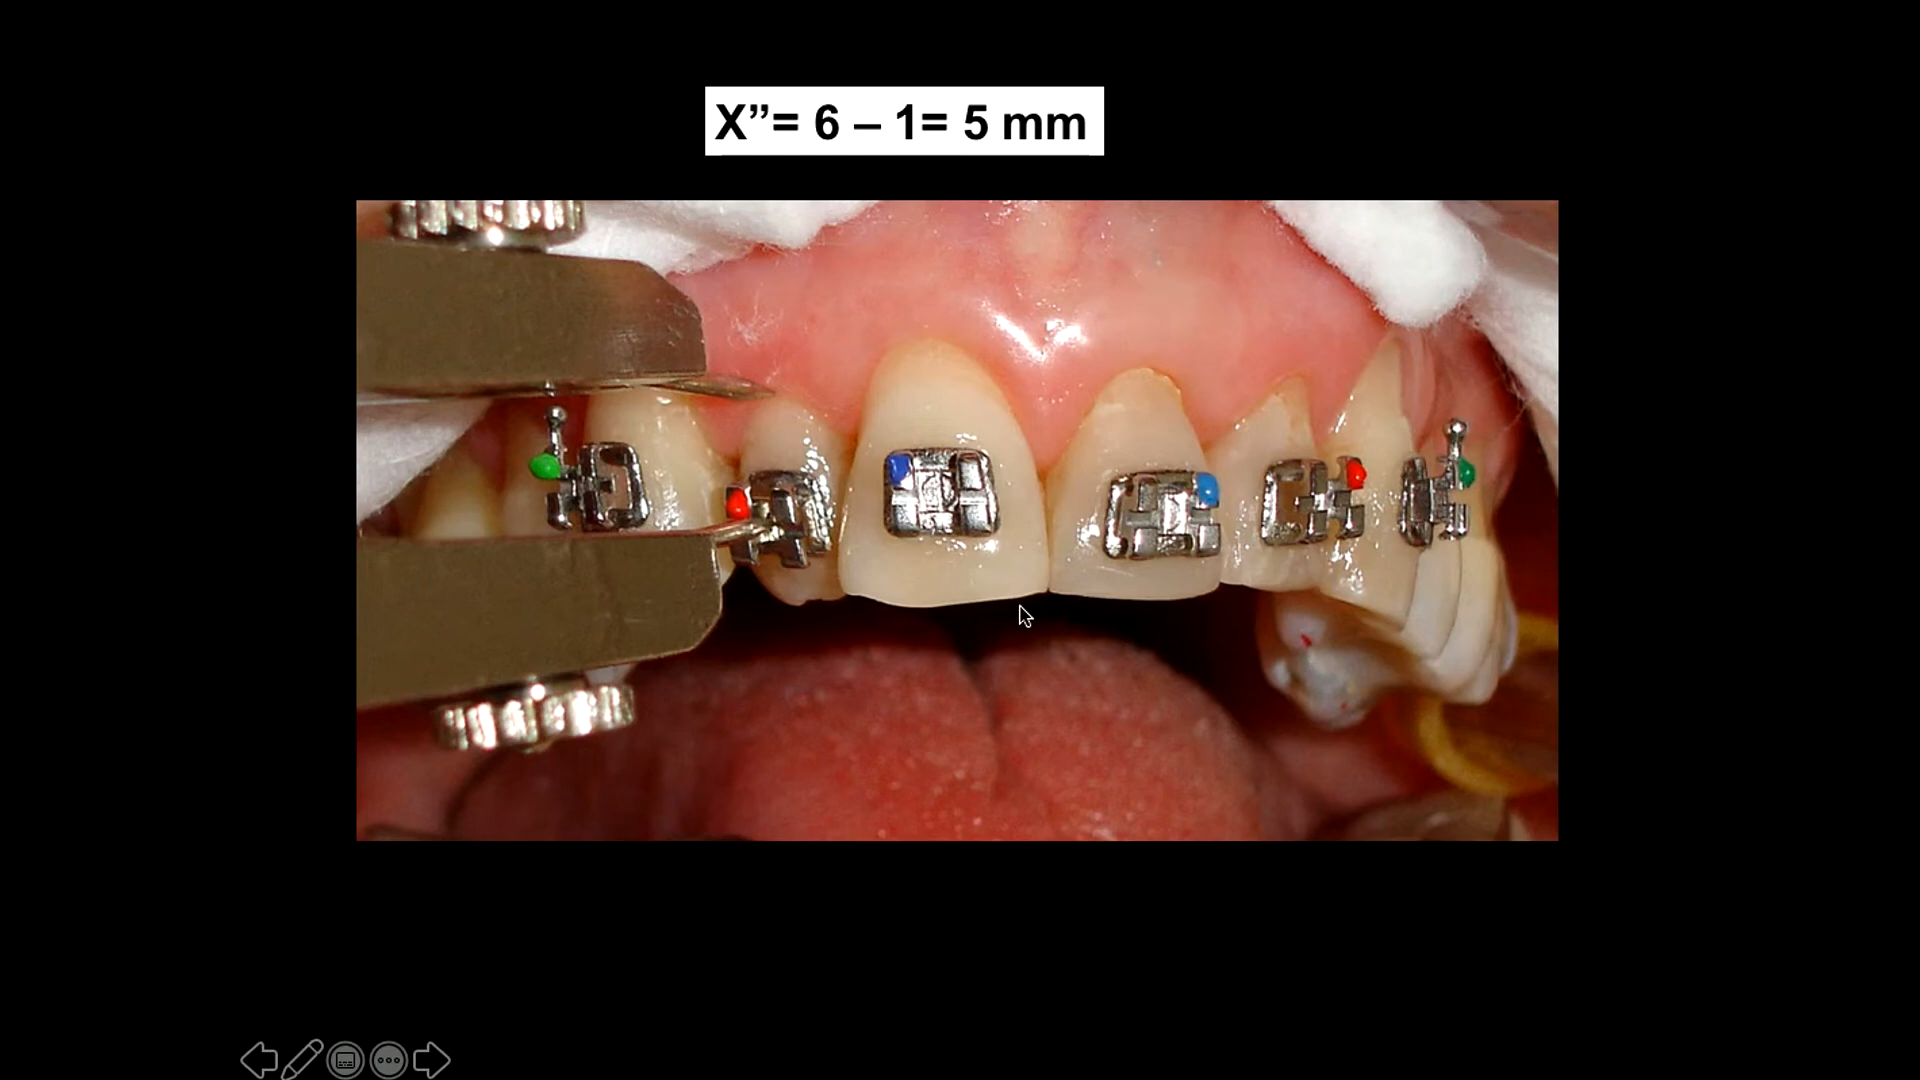 X”= 6 – 1= 5 mm